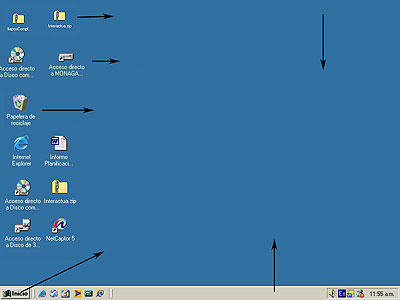 Interactua.zip
Acceso directo
a Disco com...
Acceso directo
a MONAGA...
Papelera de
reciclaje
Internet
Explorer
Informe
Planificaci...
Acceso directo
a Disco com...
Interactua.zip
Acceso directo
a Disco de 3...
NetCaptor 5
Inicio
11:55 a.m.